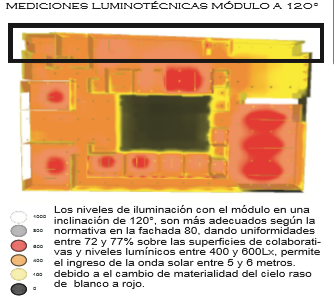 MEDICIONES LUMINOTÉCNICAS MÓDULO A 120°
1000
800
600
400
100
0
Los niveles de iluminación con el módulo en una
inclinación de 120°, son más adecuados según la
normativa en la fachada 80, dando uniformidades
entre 72 y 77% sobre las superficies de colaborati-
vas y niveles lumínicos entre 400 y 600Lx, permite
el ingreso de la onda solar entre 5 y 6 metros.
debido a el cambio de materialidad del cielo raso
de blanco a rojo.